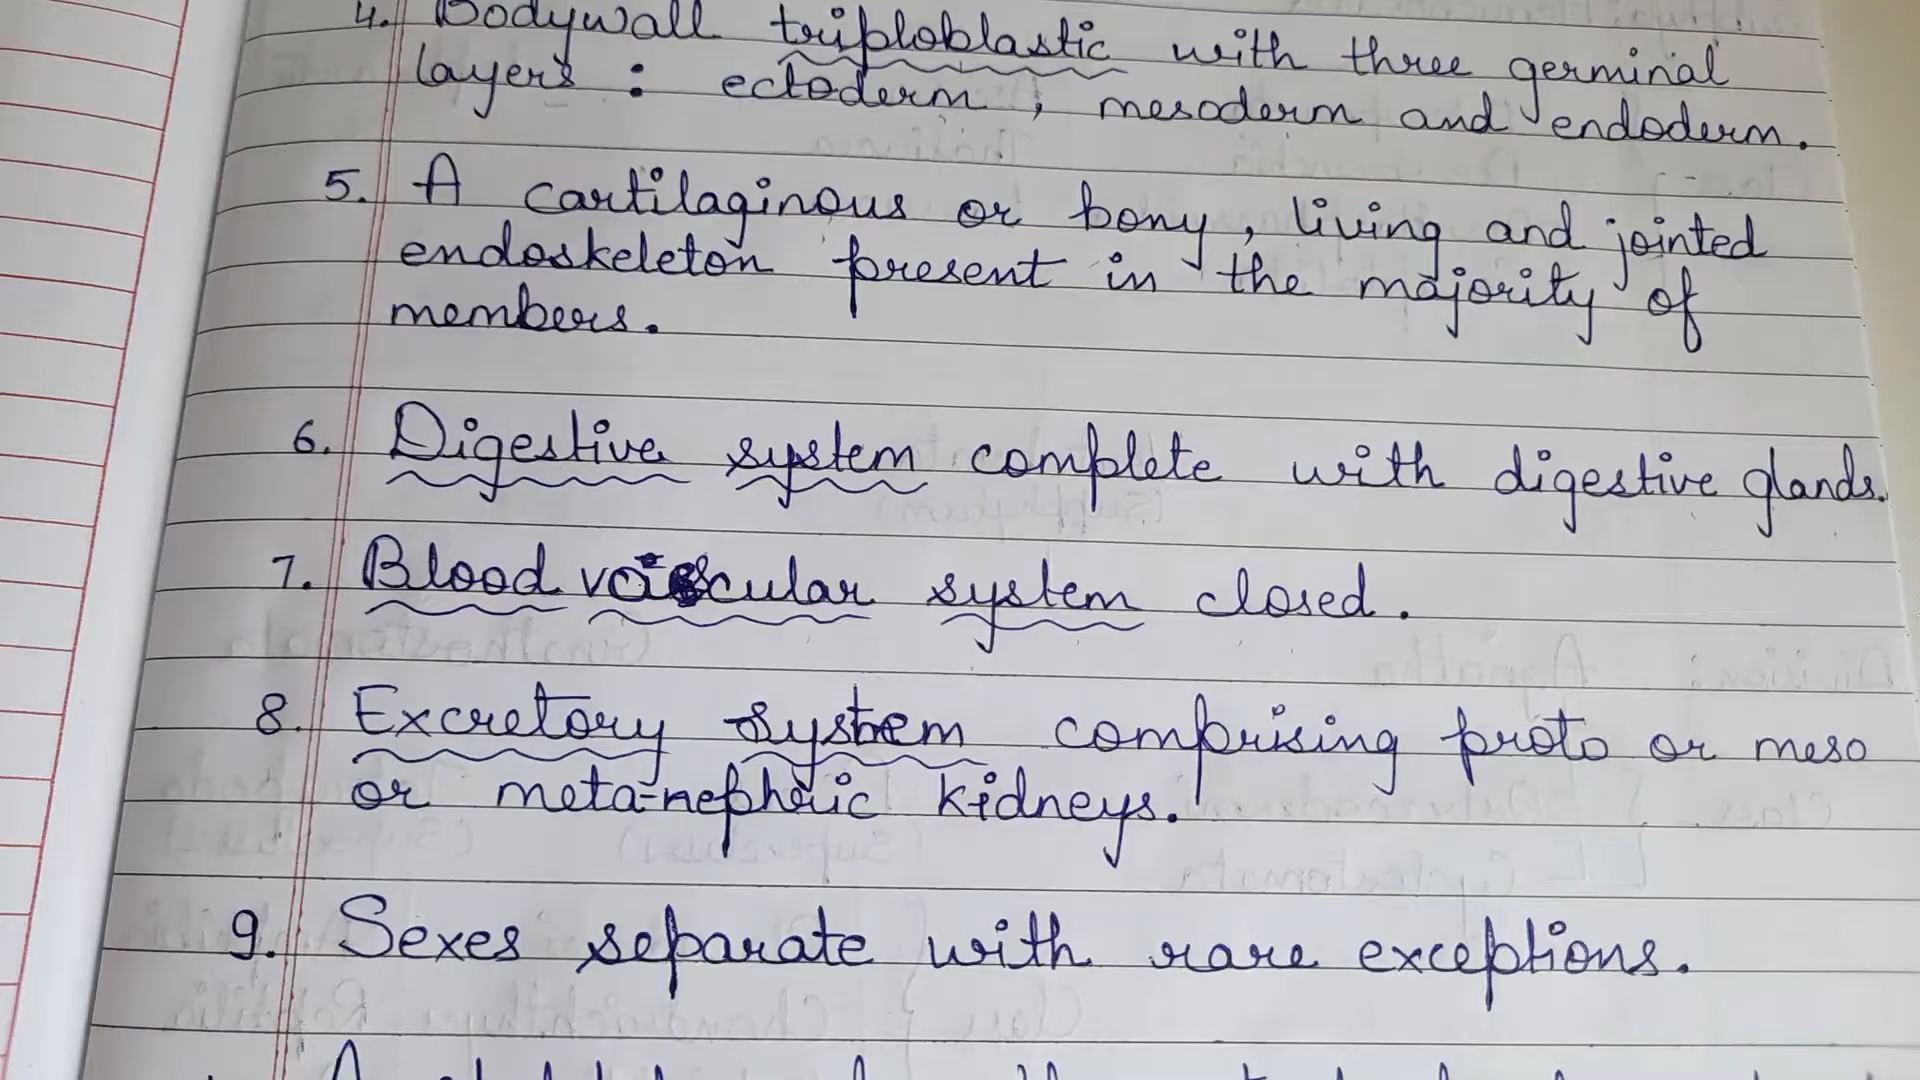 4. Bodywall triploblastic with three germinal
layers : ectoderm, mesoderm and endoderm.
5. A cartilaginous or bony, living and jointed
endoskeleton present in the majority of
members.
6. Digestive system complete with digestive glands.
7. Blood vascular system closed.
8. Excretory system comprising proto or meso
or meta-nephric kidneys.
9. Sexes separate with rare exceptions.